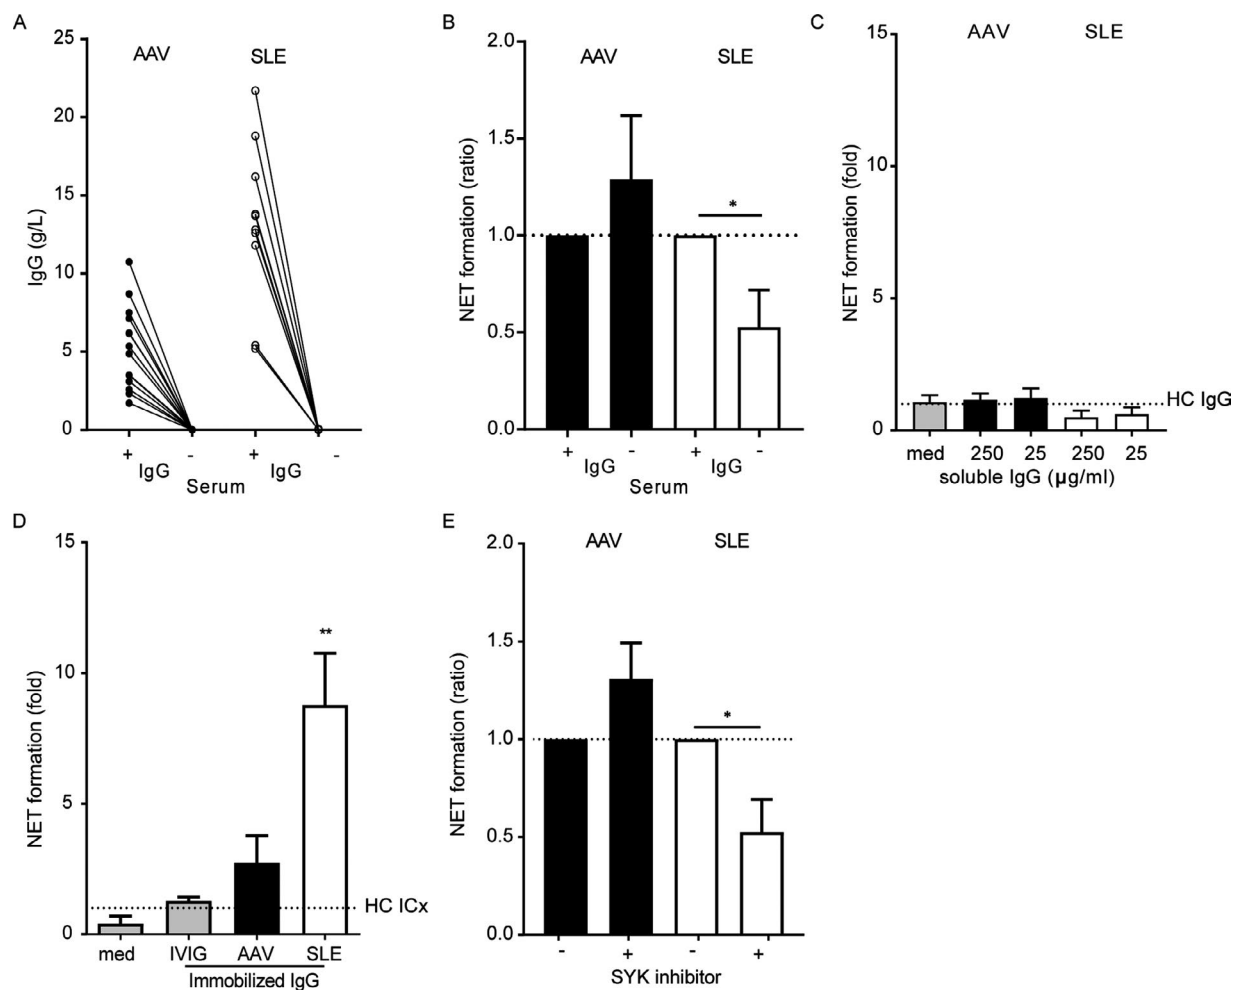 A
AAV SLE
IgG (g/L)
25
20
15
10
5
0
+ - + -
IgG IgG
Serum
B
AAV SLE
NET formation (ratio)
2.0
1.5
1.0
0.5
0.0
*
+ - + -
IgG IgG
Serum
C
AAV SLE
NET formation (fold)
15
10
5
0
HC IgG
med 250 25 250 25
soluble IgG (µg/ml)
D
NET formation (fold)
15
10
5
0
**
HC ICx
med IVIG AAV SLE
Immobilized IgG
E
AAV SLE
NET formation (ratio)
2.0
1.5
1.0
0.5
0.0
*
- + - +
SYK inhibitor